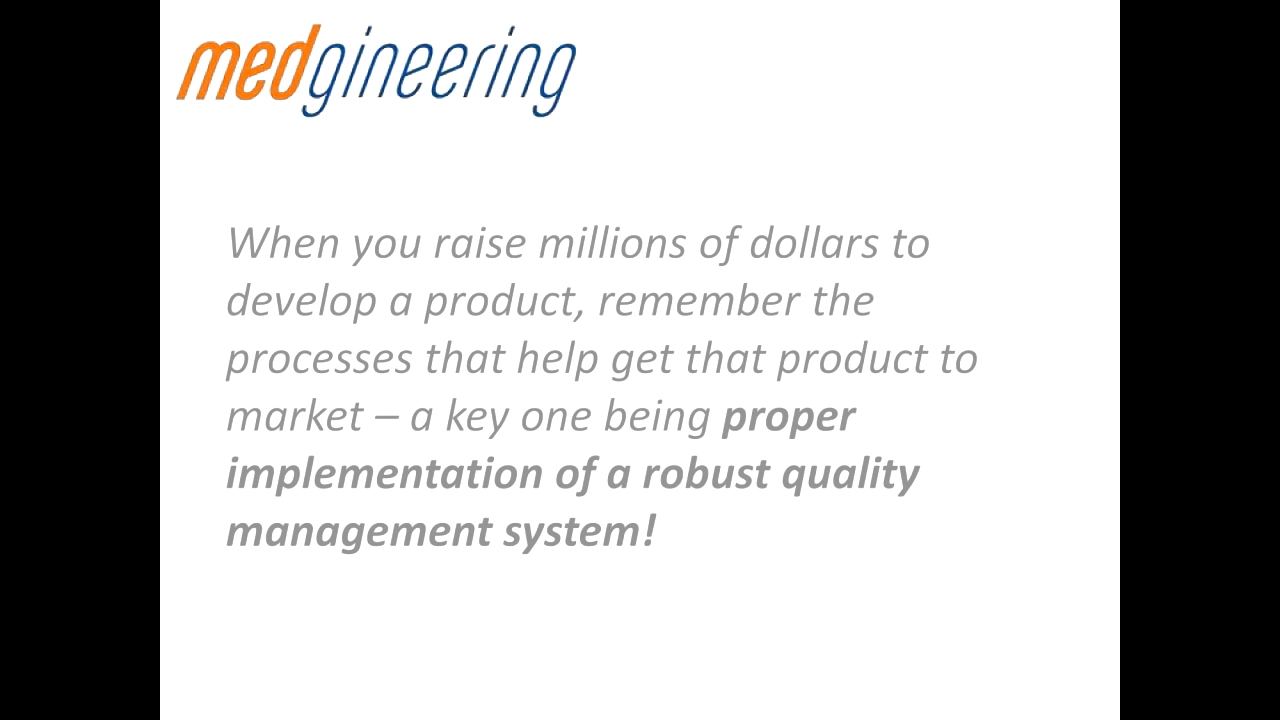 medgineering
When you raise millions of dollars to
develop a product, remember the
processes that help get that product to
market – a key one being proper
implementation of a robust quality
management system!